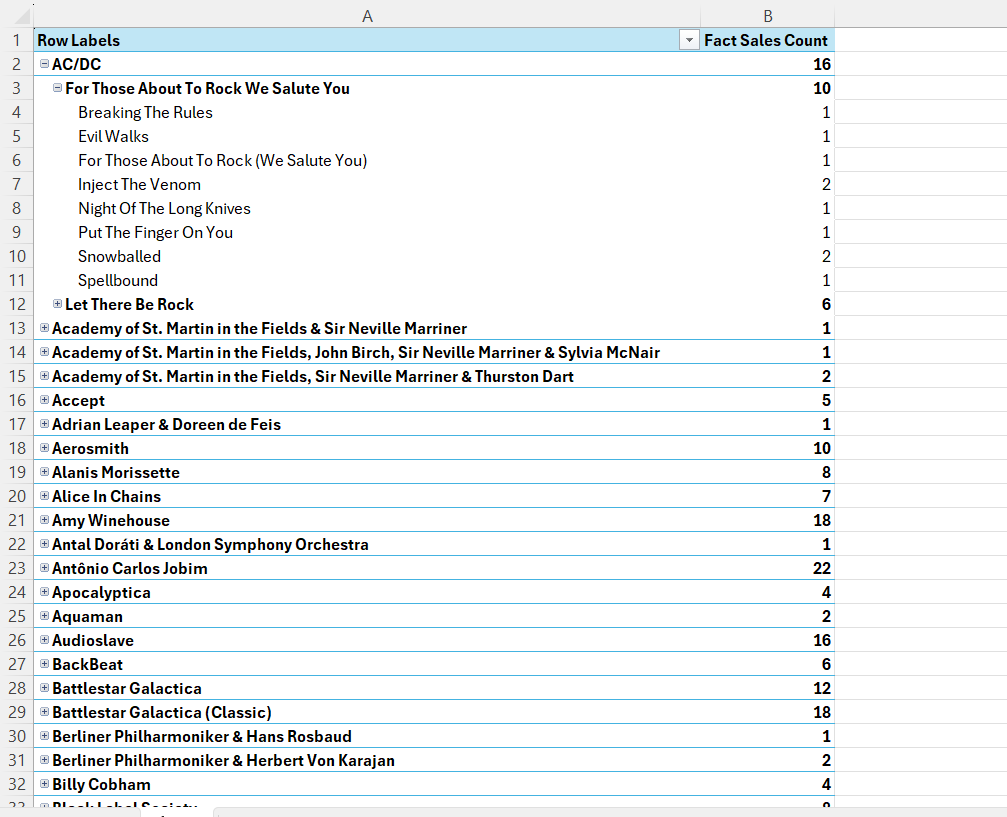 A B
1 Row Labels Fact Sales Count
2 AC/DC 16
3 For Those About To Rock We Salute You 10
4 Breaking The Rules 1
5 Evil Walks 1
6 For Those About To Rock (We Salute You) 1
7 Inject The Venom 2
8 Night Of The Long Knives 1
9 Put The Finger On You 1
10 Snowballed 2
11 Spellbound 1
12 Let There Be Rock 6
13 Academy of St. Martin in the Fields & Sir Neville Marriner 1
14 Academy of St. Martin in the Fields, John Birch, Sir Neville Marriner & Sylvia McNair 1
15 Academy of St. Martin in the Fields, Sir Neville Marriner & Thurston Dart 2
16 Accept 5
17 Adrian Leaper & Doreen de Feis 1
18 Aerosmith 10
19 Alanis Morissette 8
20 Alice In Chains 7
21 Amy Winehouse 18
22 Antal Doráti & London Symphony Orchestra 1
23 Antônio Carlos Jobim 22
24 Apocalyptica 4
25 Aquaman 2
26 Audioslave 16
27 BackBeat 6
28 Battlestar Galactica 12
29 Battlestar Galactica (Classic) 18
30 Berliner Philharmoniker & Hans Rosbaud 1
31 Berliner Philharmoniker & Herbert Von Karajan 2
32 Billy Cobham 4
33 Black Label Society